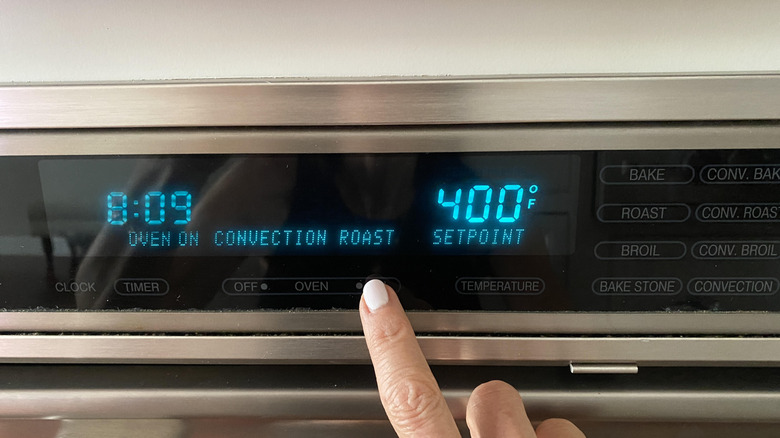 8:09
400°F
OVEN ON CONVECTION ROAST SETPOINT
CLOCK TIMER OFF OVEN TEMPERATURE
BAKE CONV. BAK
ROAST CONV. ROAS
BROIL CONV. BROIL
BAKE STONE CONVECTION